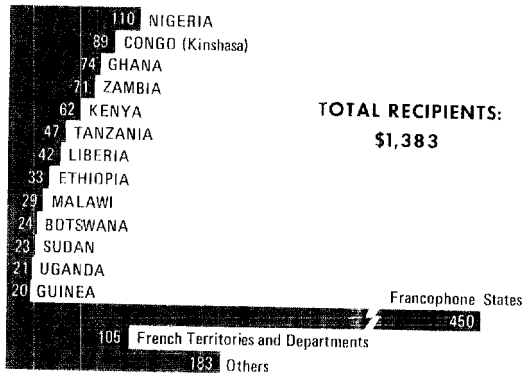 110 NIGERIA
89 CONGO (Kinshasa)
74 GHANA
71 ZAMBIA
62 KENYA
47 TANZANIA
42 LIBERIA
33 ETHIOPIA
29 MALAWI
24 BOTSWANA
23 SUDAN
21 UGANDA
20 GUINEA
TOTAL RECIPIENTS:
$1,383
Francophone States
450
105 French Territories and Departments
183 Others